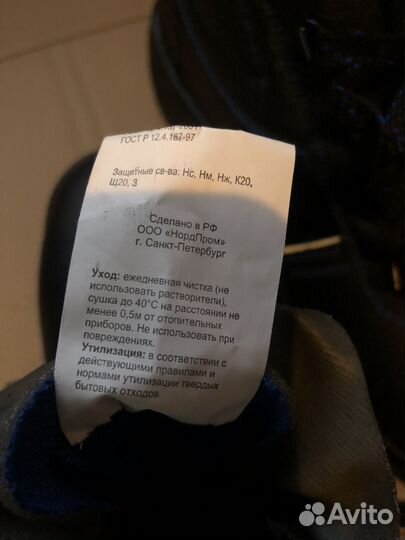 ГОСТ Р 12.4.187-97
Защитные св-ва: Нс, Нм, Нж, К20,
Щ20, З
Сделано в РФ
ООО «НордПром»
г. Санкт-Петербург
Уход: ежедневная чистка (не
использовать растворители),
сушка до 40°С на расстоянии не
менее 0,5м от отопительных
приборов. Не использовать при
повреждениях.
Утилизация: в соответствии с
действующими правилами и
нормами утилизации твердых
бытовых отходов.
Avito